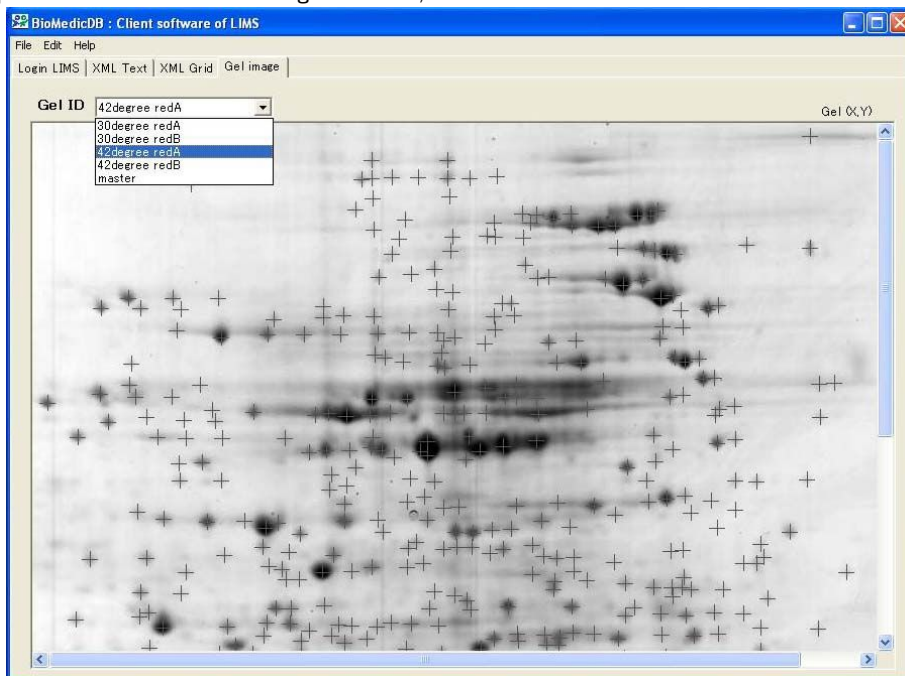 BioMedicDB : Client software of LIMS
File Edit Help
Login LIMS XML Text XML Grid Gel image
Gel ID 42degree redA
Gel (X,Y)
30degree redA
30degree redB
42degree redA
42degree redB
master